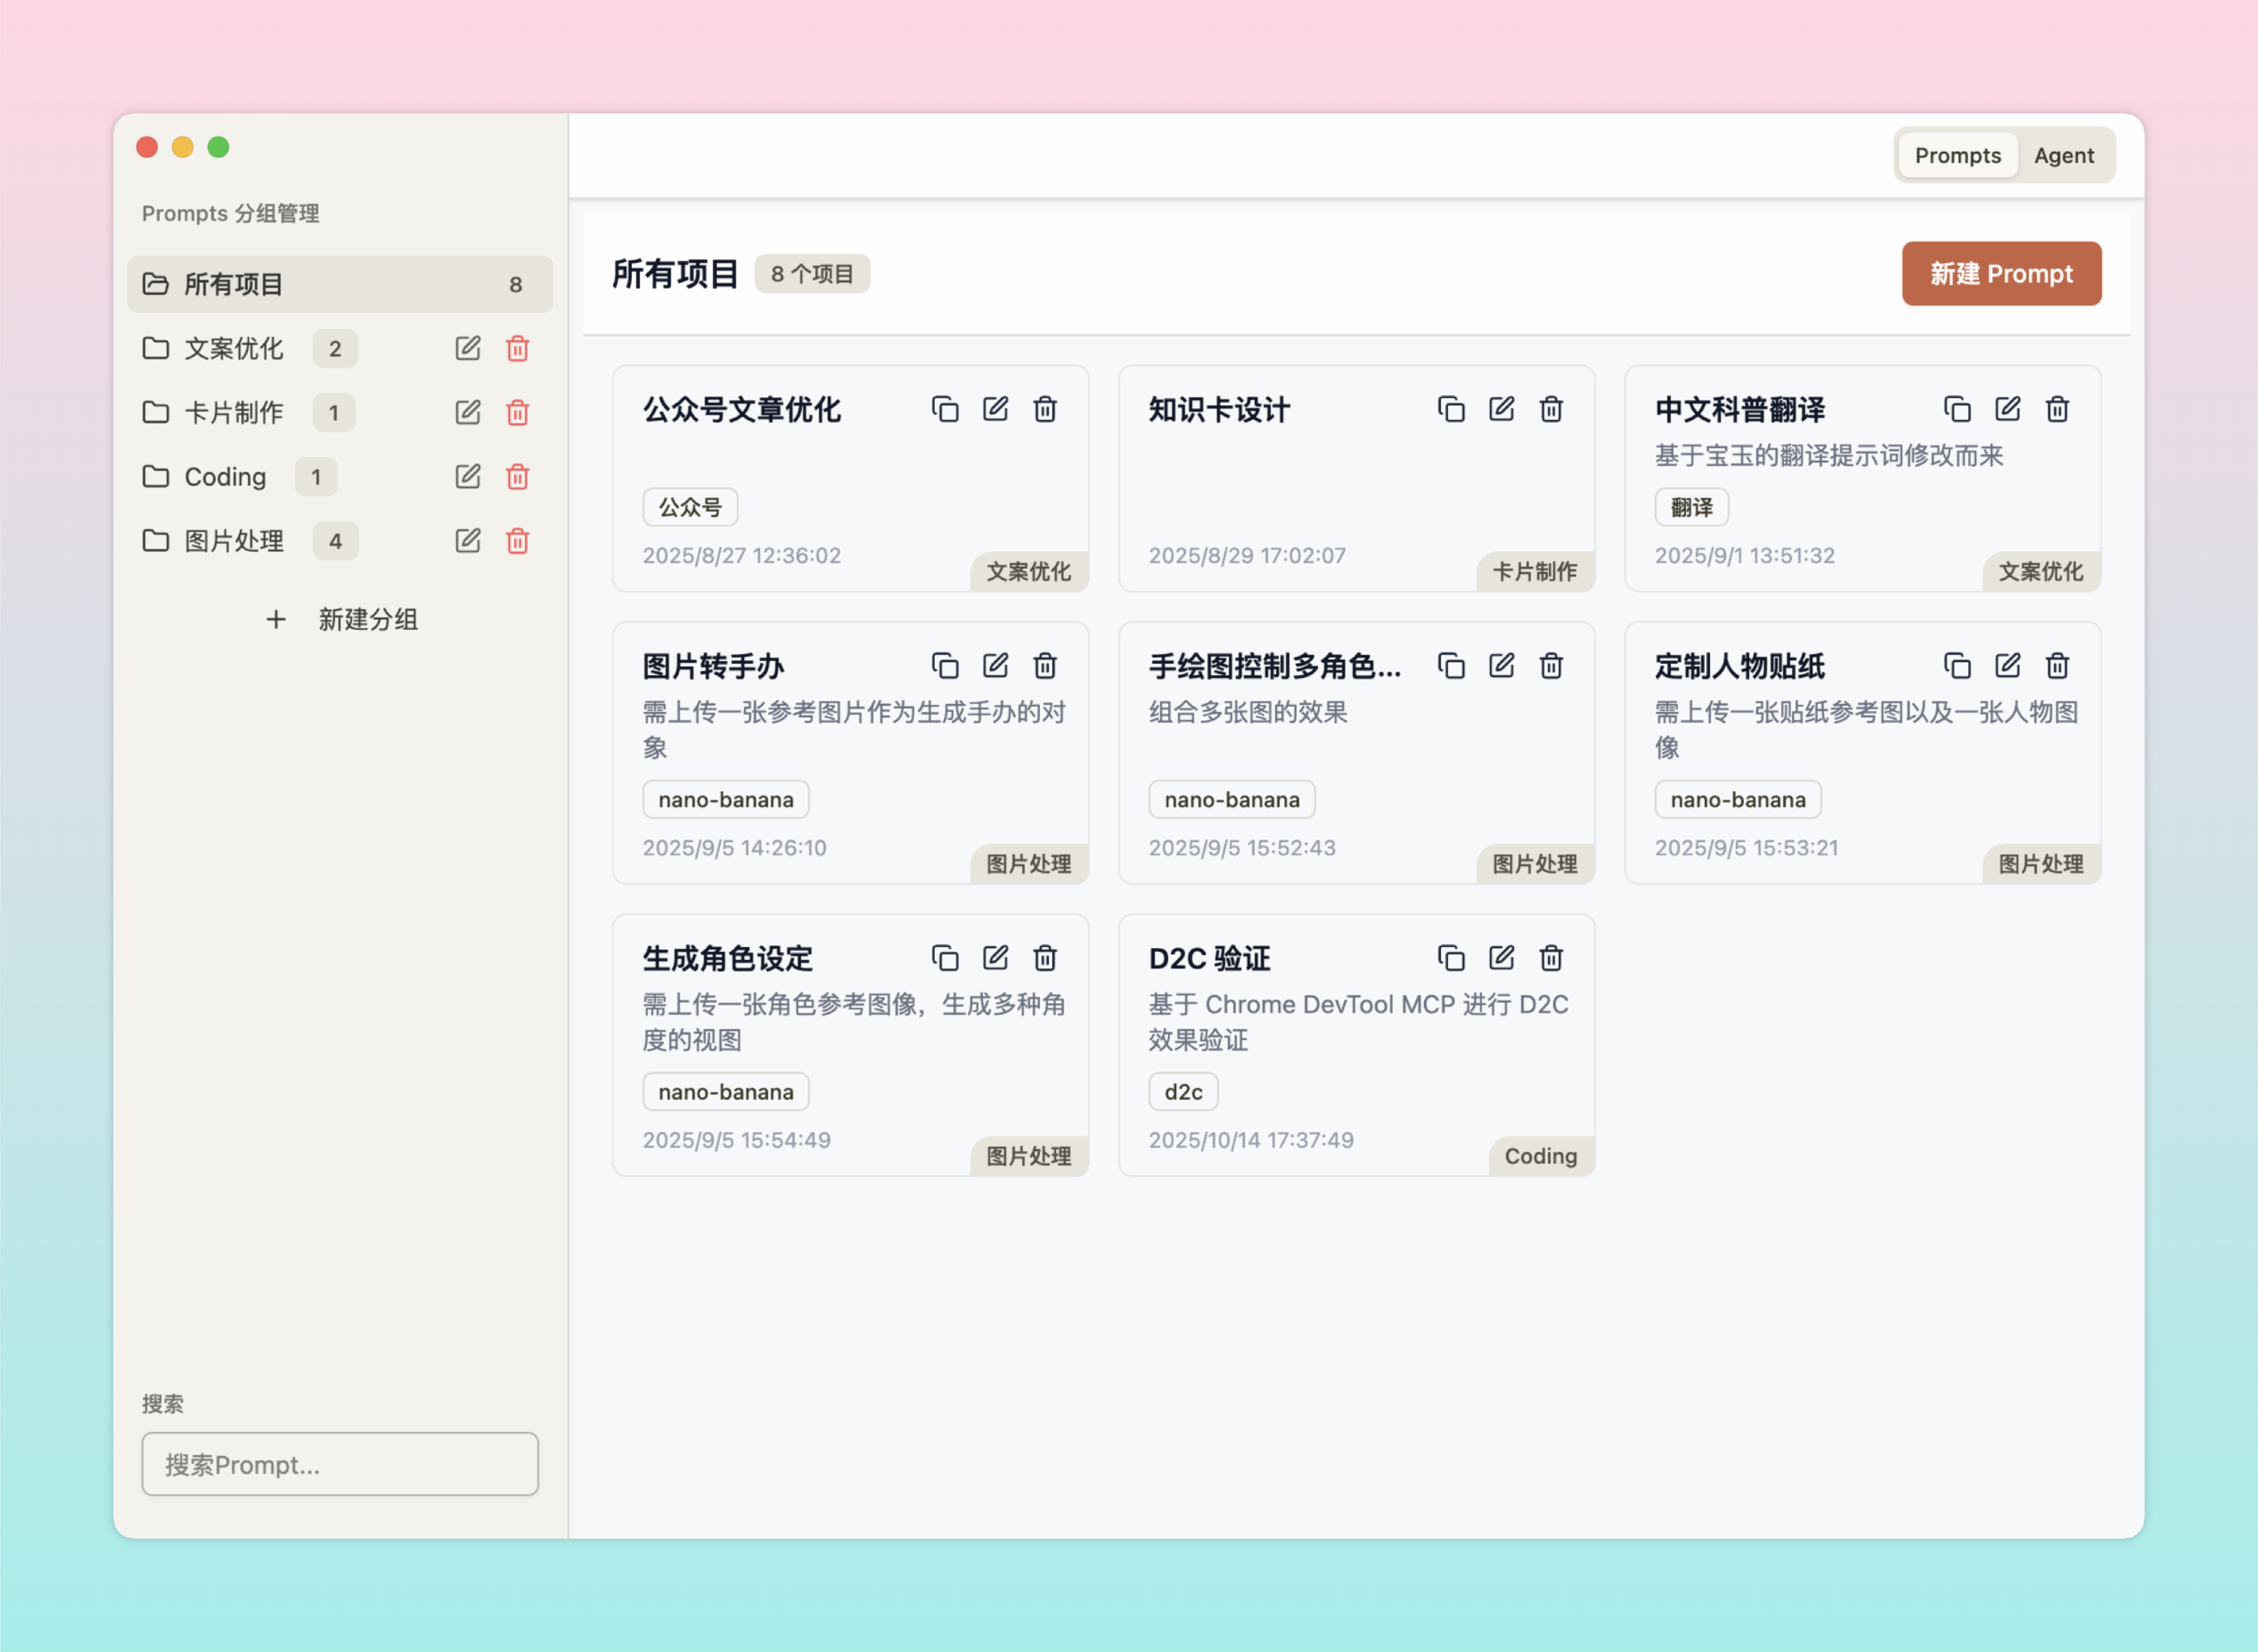 Prompts 分组管理
所有项目 8
文案优化 2
卡片制作 1
Coding 1
图片处理 4
+ 新建分组
搜索
搜索Prompt...
Prompts Agent
所有项目 8 个项目 新建 Prompt
公众号文章优化
公众号
2025/8/27 12:36:02
文案优化
知识卡设计
2025/8/29 17:02:07
卡片制作
中文科普翻译
基于宝玉的翻译提示词修改而来
翻译
2025/9/1 13:51:32
文案优化
图片转手办
需上传一张参考图片作为生成手办的对
象
nano-banana
2025/9/5 14:26:10
图片处理
手绘图控制多角色...
组合多张图的效果
nano-banana
2025/9/5 15:52:43
图片处理
定制人物贴纸
需上传一张贴纸参考图以及一张人物图
像
nano-banana
2025/9/5 15:53:21
图片处理
生成角色设定
需上传一张角色参考图像，生成多种角
度的视图
nano-banana
2025/9/5 15:54:49
图片处理
D2C 验证
基于 Chrome DevTool MCP 进行 D2C
效果验证
d2c
2025/10/14 17:37:49
Coding